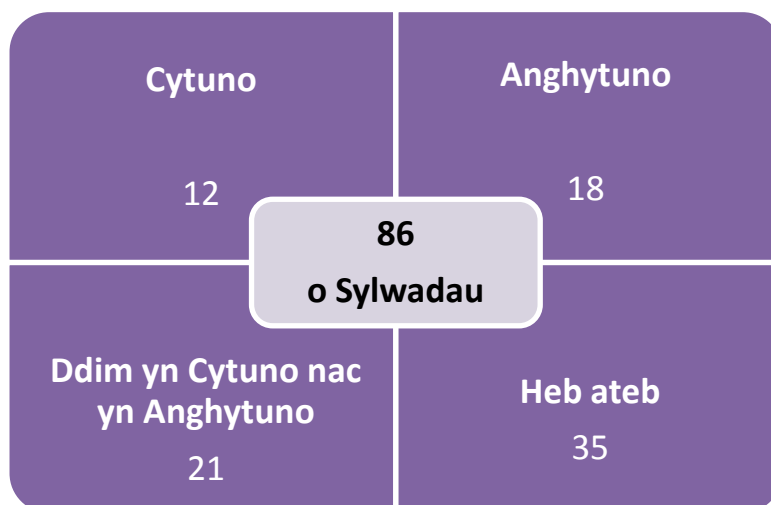 Cytuno
12
Anghytuno
18
86
o Sylwadau
Ddim yn Cytuno nac
yn Anghytuno
21
Heb ateb
35